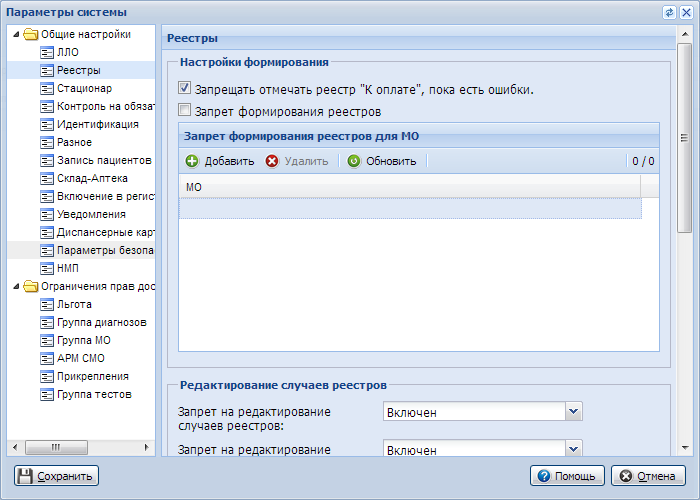 Параметры системы
Общие настройки
ЛЛО
Реестры
Стационар
Контроль на обязат
Идентификация
Разное
Запись пациентов
Склад-Аптека
Включение в регист
Уведомления
Диспансерные карт
Параметры безопа
НМП
Ограничения прав дос
Льгота
Группа диагнозов
Группа МО
АРМ СМО
Прикрепления
Группа тестов
Реестры
Настройки формирования
Запрещать отмечать реестр "К оплате", пока есть ошибки.
Запрет формирования реестров
Запрет формирования реестров для МО
Добавить Удалить Обновить 0 / 0
МО
Редактирование случаев реестров
Запрет на редактирование
случаев реестров:
Включен
Запрет на редактирование
Включен
Сохранить Помощь Отмена